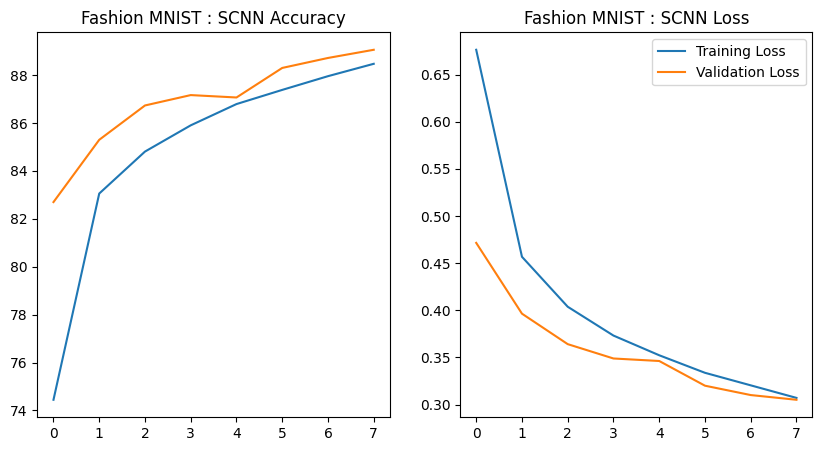 Fashion MNIST : SCNN Accuracy
88
86
84
82
80
78
76
74
0 1 2 3 4 5 6 7
Fashion MNIST : SCNN Loss
Training Loss
Validation Loss
0.65
0.60
0.55
0.50
0.45
0.40
0.35
0.30
0 1 2 3 4 5 6 7